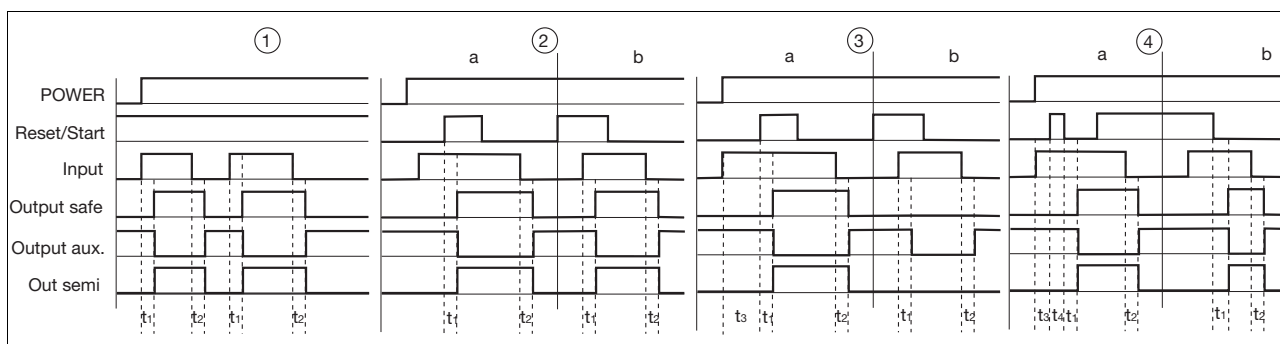 1 2 3 4
a b a b a b
POWER
Reset/Start
Input
Output safe
Output aux.
Out semi
t1 t2 t1 t2 t1 t2 t1 t2 t3 t1 t2 t1 t2 t3 t4 t1 t2 t1 t2